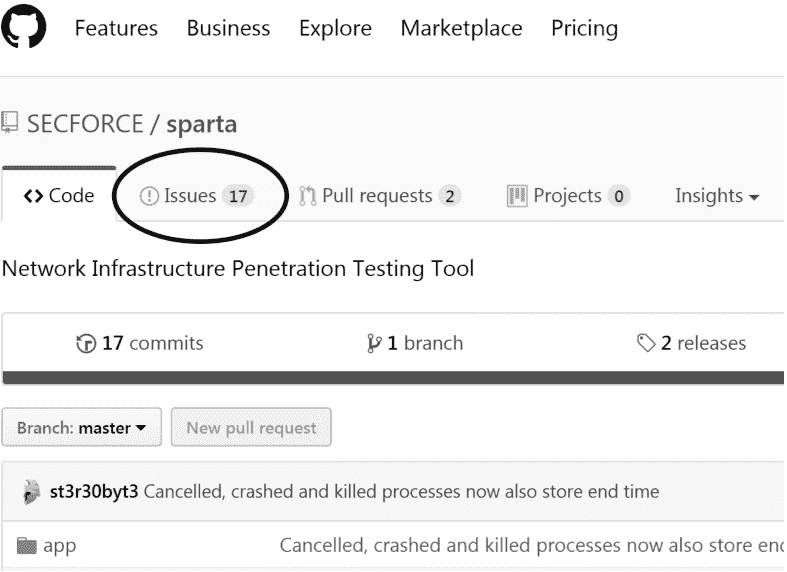 Features Business Explore Marketplace Pricing
SECFORCE / sparta
Code Issues 17 Pull requests 2 Projects 0 Insights
Network Infrastructure Penetration Testing Tool
17 commits 1 branch 2 releases
Branch: master New pull request
st3r30byt3 Cancelled, crashed and killed processes now also store end time
app Cancelled, crashed and killed processes now also store end